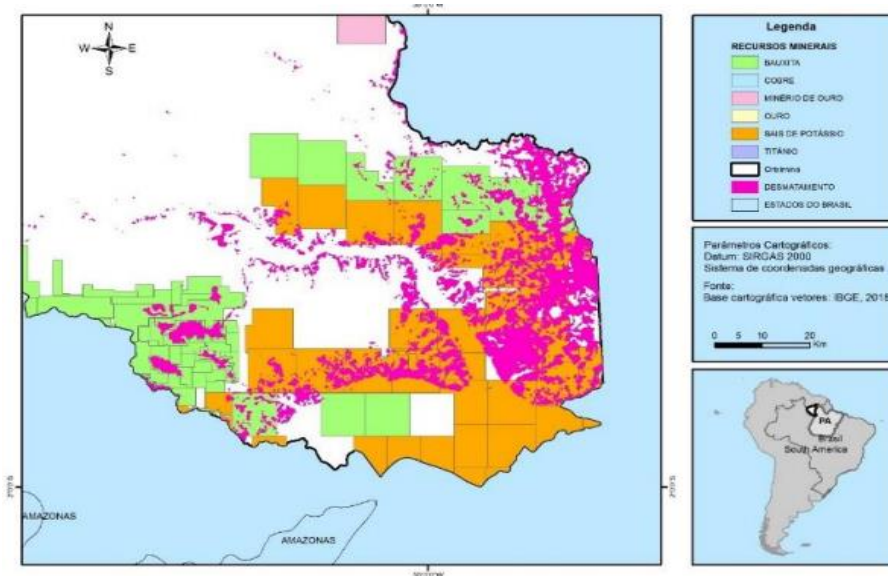 N
W E
S
AMAZONAS
AMAZONAS
Legenda
RECURSOS MINERAIS
BAUXITA
COBRE
MINÉRIO DE OURO
OURO
SAIS DE POTÁSSIO
TITÂNIO
DESMATAMENTO
ESTADOS DO BRASIL
Parâmetros Cartográficos:
Datum: SIRGAS 2000
Sistema de coordenadas geográficas
Fonte:
Base cartográfica vetores: IBGE, 2018
0 5 10 20
Km
PA
Brasil
South America